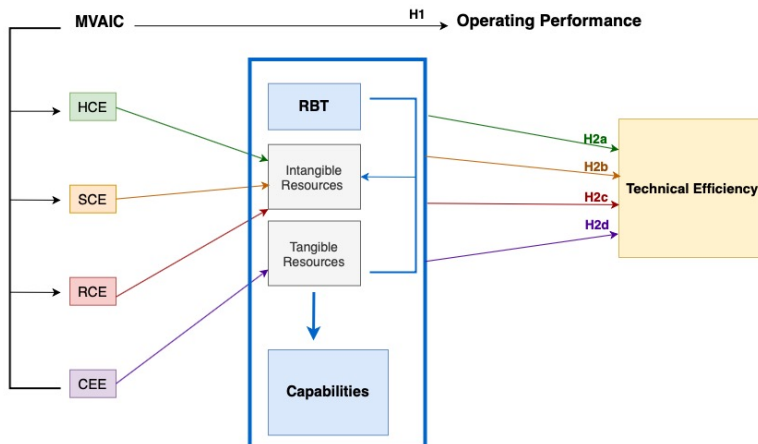 MVAIC
H1
Operating Performance
HCE
SCE
RCE
CEE
RBT
Intangible
Resources
Tangible
Resources
Capabilities
H2a
H2b
H2c
H2d
Technical Efficiency